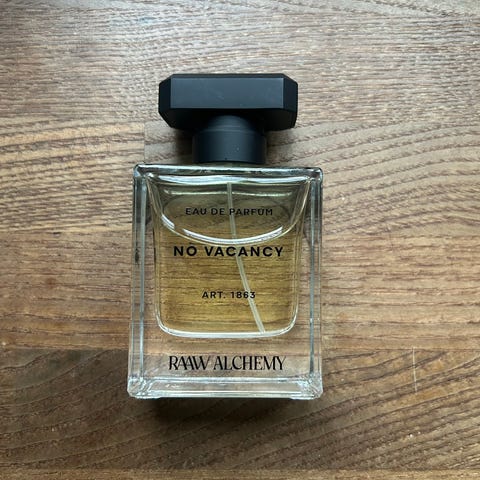 EAU DE PARFUM
NO VACANCY
ART. 1863
RAAW ALCHEMY